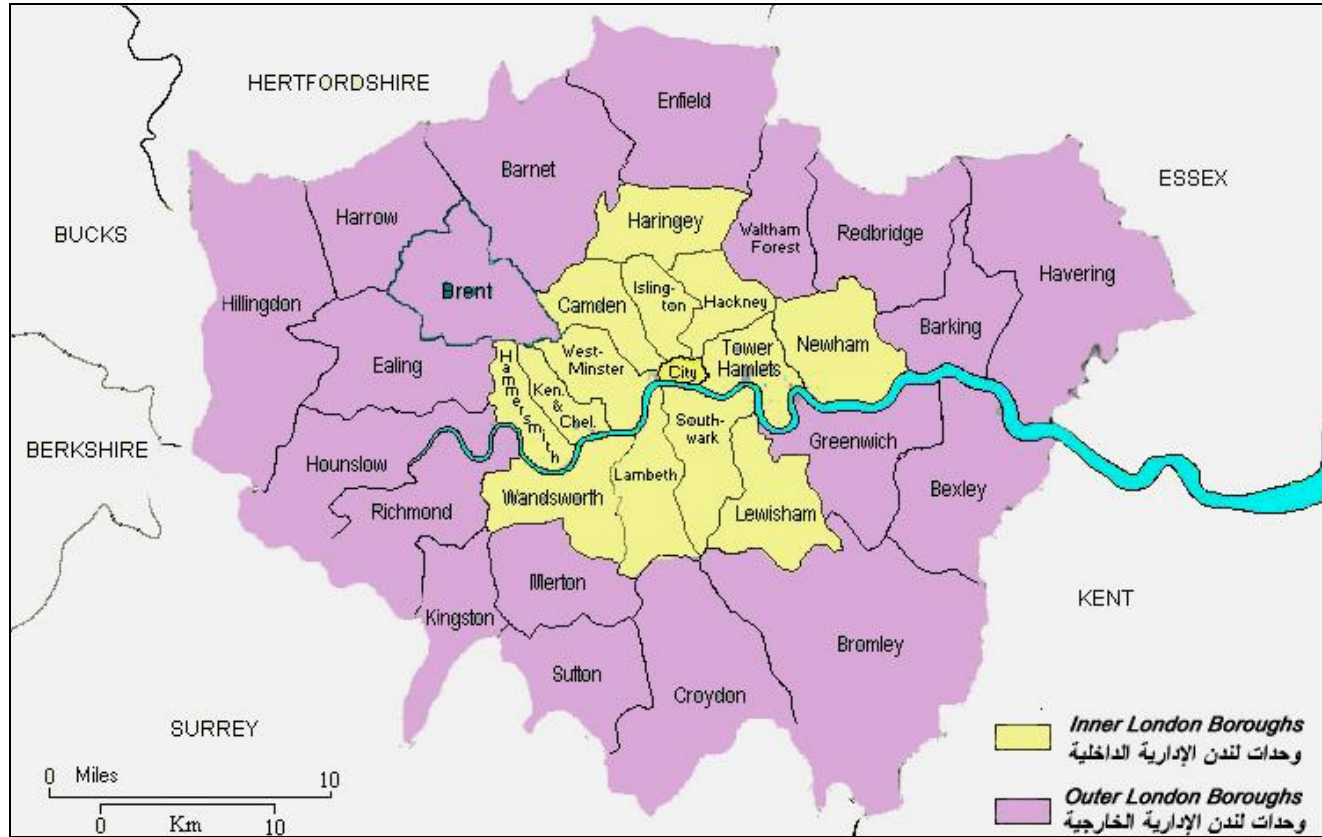 HERTFORDSHIRE
Enfield
Barnet
ESSEX
Harrow
Haringey
Waltham
Forest
Redbridge
BUCKS
Havering
Hillingdon
Brent
Camden
Isling-
ton
Hackney
Barking
Ealing
West-
Minster
City
Tower
Hamlets
Newham
Hammersmith
Ken.
&
Chel.
BERKSHIRE
Hounslow
South-
wark
Greenwich
Richmond
Wandsworth
Lambeth
Lewisham
Bexley
Merton
Kingston
KENT
Bromley
Sutton
Croydon
SURREY
Inner London Boroughs
وحدات لندن الإدارية الداخلية
Outer London Boroughs
وحدات لندن الإدارية الخارجية
0 Miles 10
0 Km 10